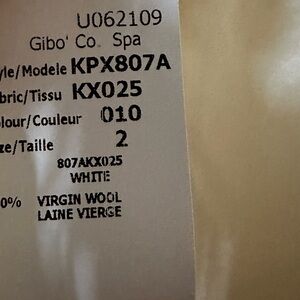 U062109
Gibo' Co. Spa
yle/Modele KPX807A
bric/Tissu KX025
olour/Couleur 010
ze/Taille 2
807AKX025
WHITE
0% VIRGIN WOOL
LAINE VIERGE